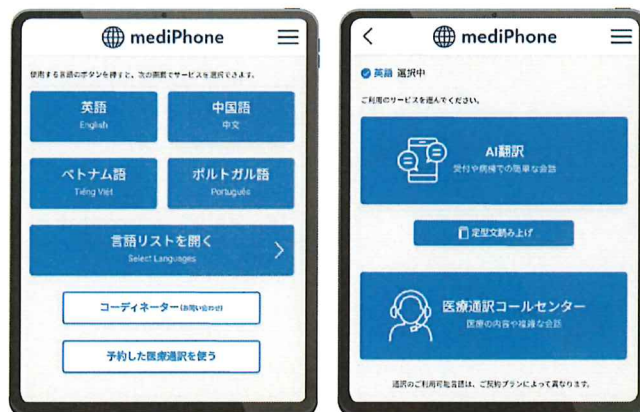 mediPhone
使用する言語のボタンを押すと、次の画面でサービスを選択できます。
英語
English
中国語
中文
ベトナム語
Tiếng Việt
ポルトガル語
Português
言語リストを開く
Select Languages
コーディネーター(お問い合わせ)
予約した医療通訳を使う
mediPhone
英語 選択中
ご利用のサービスを選んでください。
AI翻訳
受付や病棟での簡単な会話
定型文読み上げ
医療通訳コールセンター
医療の内容や複雑な会話
通訳のご利用可能言語は、ご契約プランによって異なります。